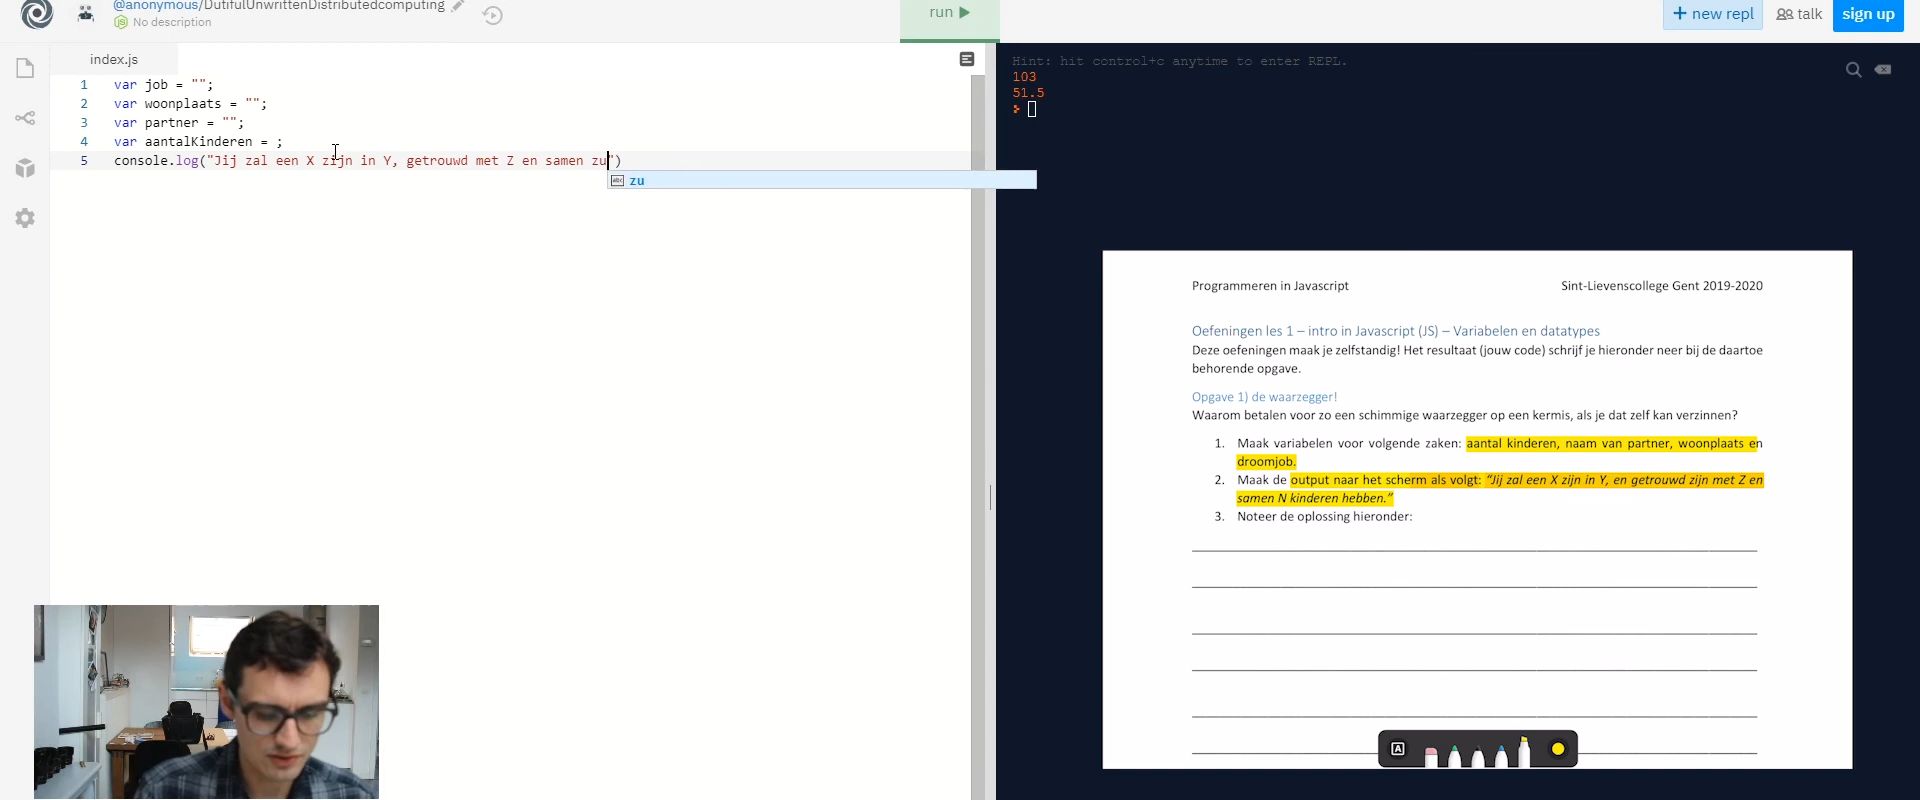 @anonymous/DutifulUnwrittenDistributedcomputing
No description
run
+ new repl
talk
sign up
index.js
1 var job = "";
2 var woonplaats = "";
3 var partner = "";
4 var aantalKinderen = ;
5 console.log("Jij zal een X zijn in Y, getrouwd met Z en samen zu")
abc zu
Hint: hit control+c anytime to enter REPL.
103
51.5
Programmeren in Javascript
Sint-Lievenscollege Gent 2019-2020
Oefeningen les 1 – intro in Javascript (JS) – Variabelen en datatypes
Deze oefeningen maak je zelfstandig! Het resultaat (jouw code) schrijf je hieronder neer bij de daartoe
behorende opgave.
Opgave 1) de waarzegger!
Waarom betalen voor zo een schimmige waarzegger op een kermis, als je dat zelf kan verzinnen?
1. Maak variabelen voor volgende zaken: aantal kinderen, naam van partner, woonplaats en
droomjob.
2. Maak de output naar het scherm als volgt: “Jij zal een X zijn in Y, en getrouwd zijn met Z en
samen N kinderen hebben.”
3. Noteer de oplossing hieronder:
A